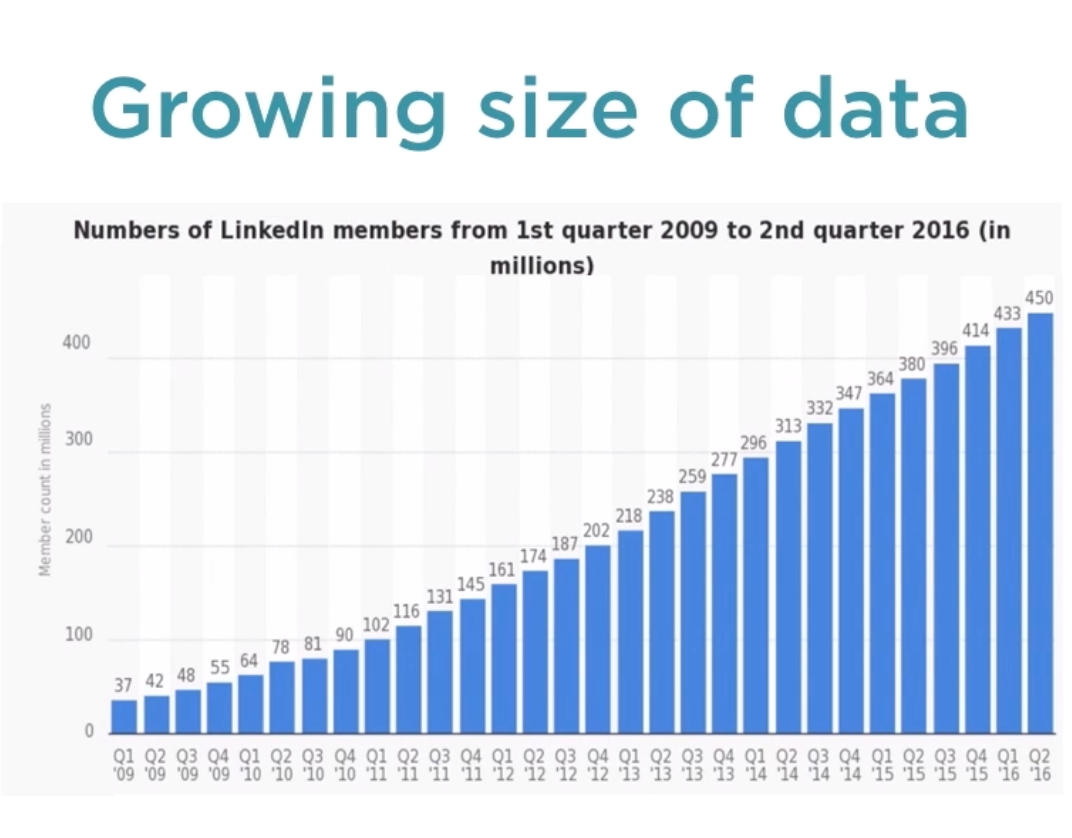 Growing size of data
Numbers of LinkedIn members from 1st quarter 2009 to 2nd quarter 2016 (in
millions)
Member count in millions
400
300
200
100
0
37 42 48 55 64 78 81 90 102 116 131 145 161 174 187 202 218 238 259 277 296 313 332 347 364 380 396 414 433 450
Q1 Q2 Q3 Q4 Q1 Q2 Q3 Q4 Q1 Q2 Q3 Q4 Q1 Q2 Q3 Q4 Q1 Q2 Q3 Q4 Q1 Q2 Q3 Q4 Q1 Q2 Q3 Q4 Q1 Q2
'09 '09 '09 '09 '10 '10 '10 '10 '11 '11 '11 '11 '12 '12 '12 '12 '13 '13 '13 '13 '14 '14 '14 '14 '15 '15 '15 '15 '16 '16